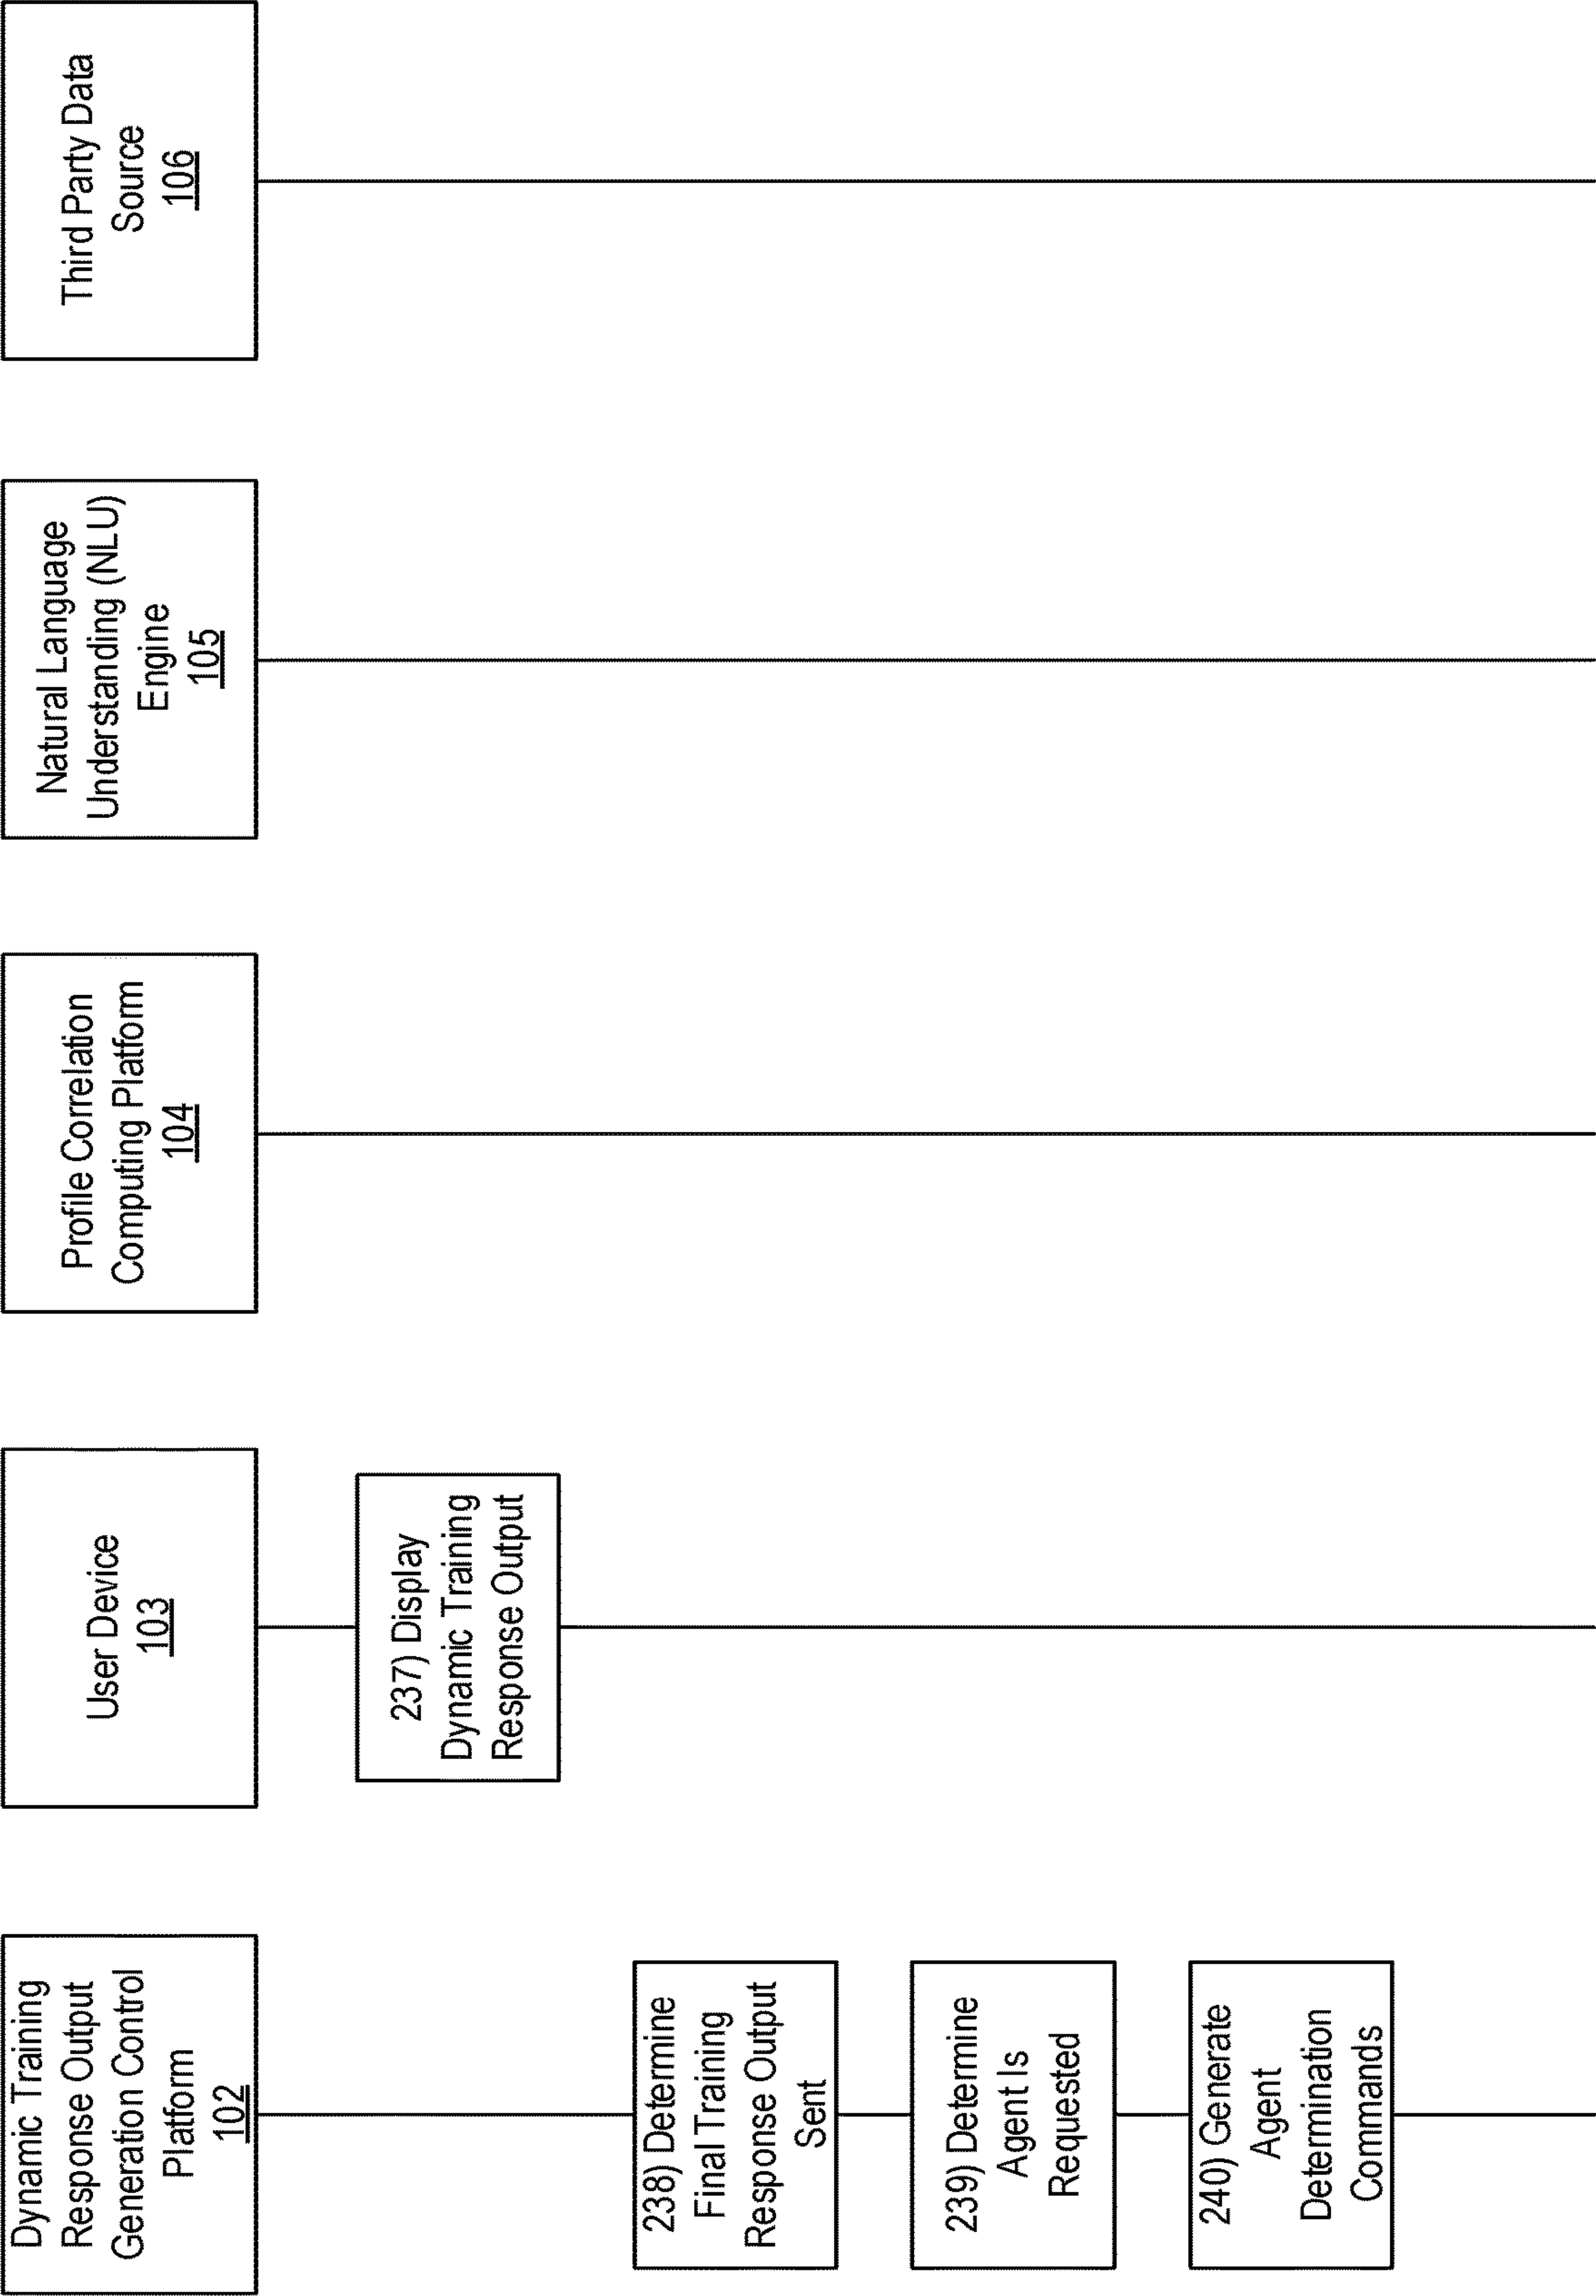 Dynamic Training
Response Output
Generation Control
Platform
102
User Device
103
Profile Correlation
Computing Platform
104
Natural Language
Understanding (NLU)
Engine
105
Third Party Data
Source
106
237) Display
Dynamic Training
Response Output
238) Determine
Final Training
Response Output
Sent
239) Determine
Agent Is
Requested
240) Generate
Agent
Determination
Commands